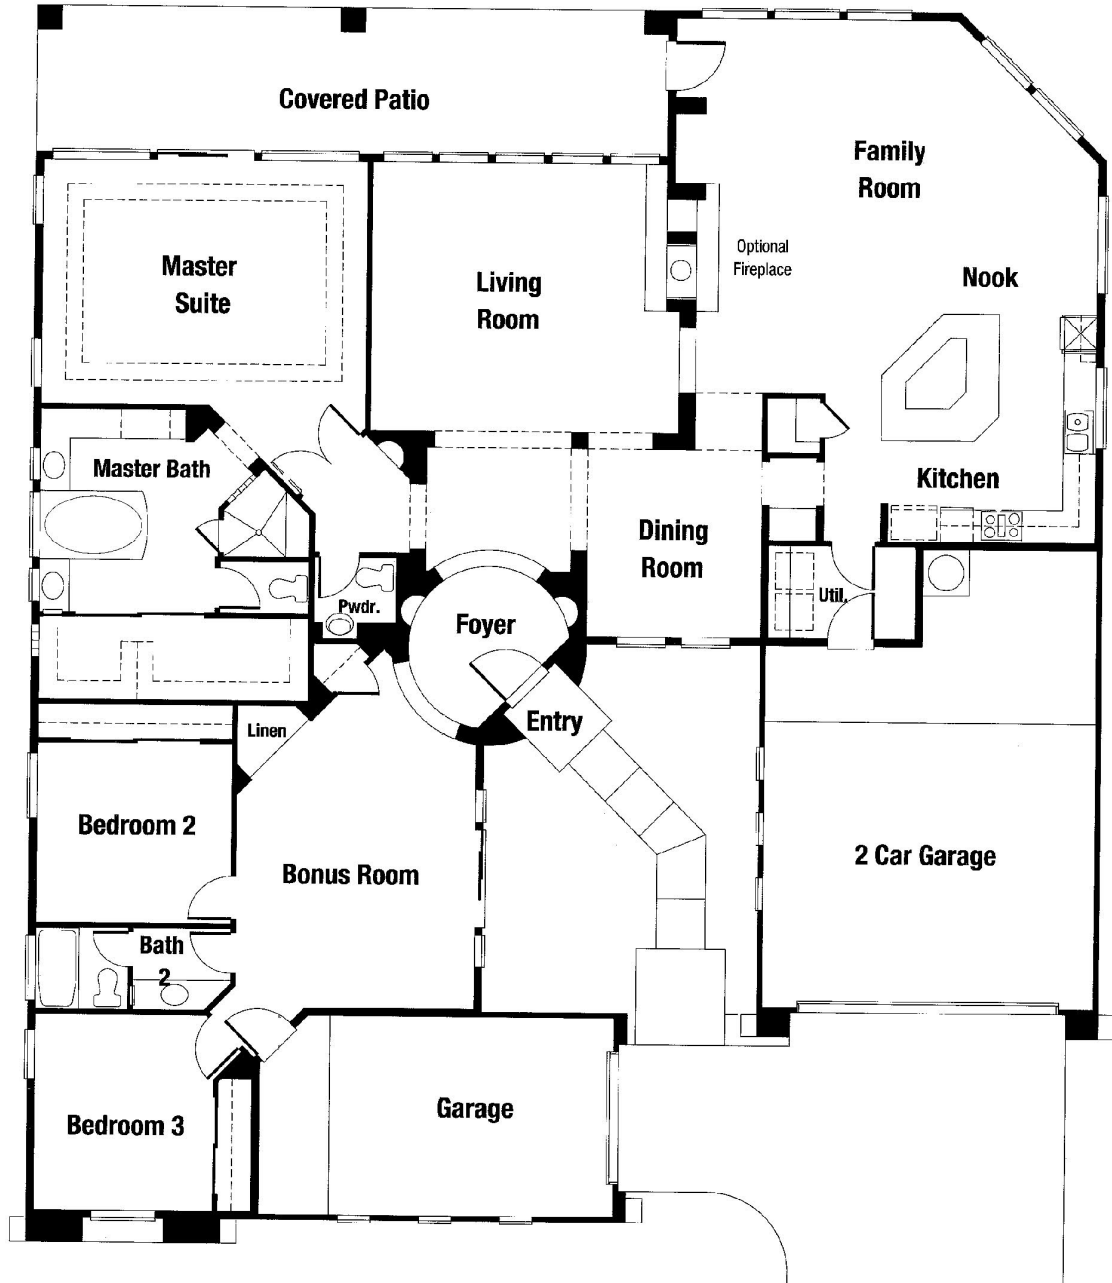 Covered Patio
Family
Room
Optional
Fireplace
Master
Suite
Living
Room
Nook
Master Bath
Kitchen
Dining
Room
Util.
Pwdr.
Foyer
Linen
Entry
Bedroom 2
Bonus Room
2 Car Garage
Bath
2
Garage
Bedroom 3